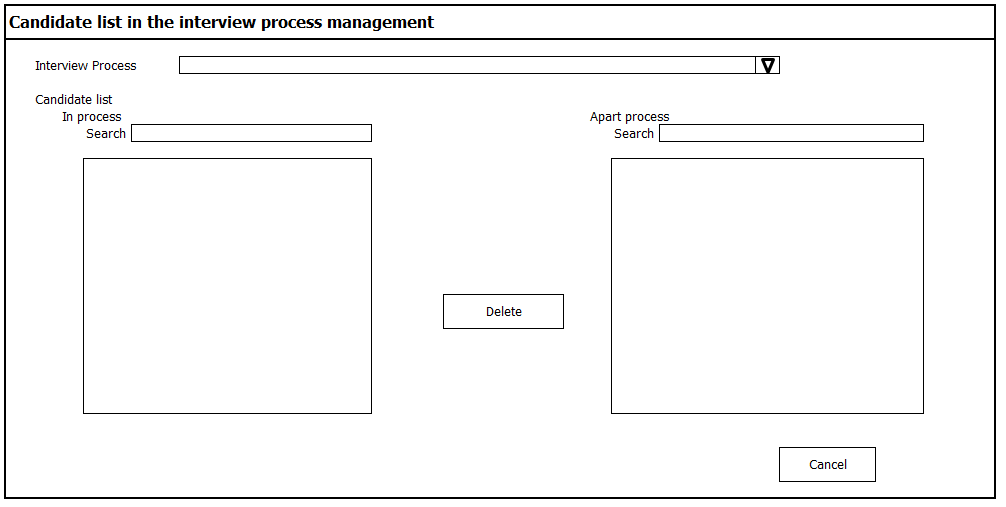 Candidate list in the interview process management
Interview Process
Candidate list
In process
Apart process
Search
Search
Delete
Cancel